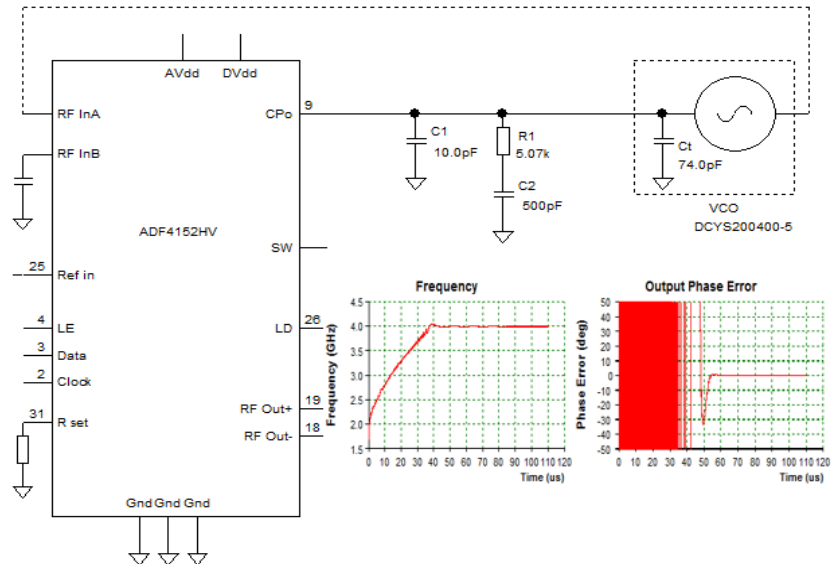 AVdd DVdd
RF InA
CPo
9
RF InB
C1
10.0pF
R1
5.07k
C2
500pF
Ct
74.0pF
VCO
DCYS200400-5
ADF4152HV
SW
25
Ref in
4
LE
3
Data
2
Clock
31
R set
LD
26
RF Out+
19
RF Out-
18
Gnd Gnd Gnd
Frequency
Frequency (GHz)
4.5
4.0
3.5
3.0
2.5
2.0
1.5
0 10 20 30 40 50 60 70 80 90 100 110 120
Time (us)
Output Phase Error
Phase Error (deg)
50
40
30
20
10
0
-10
-20
-30
-40
-50
0 10 20 30 40 50 60 70 80 90 100 110 120
Time (us)